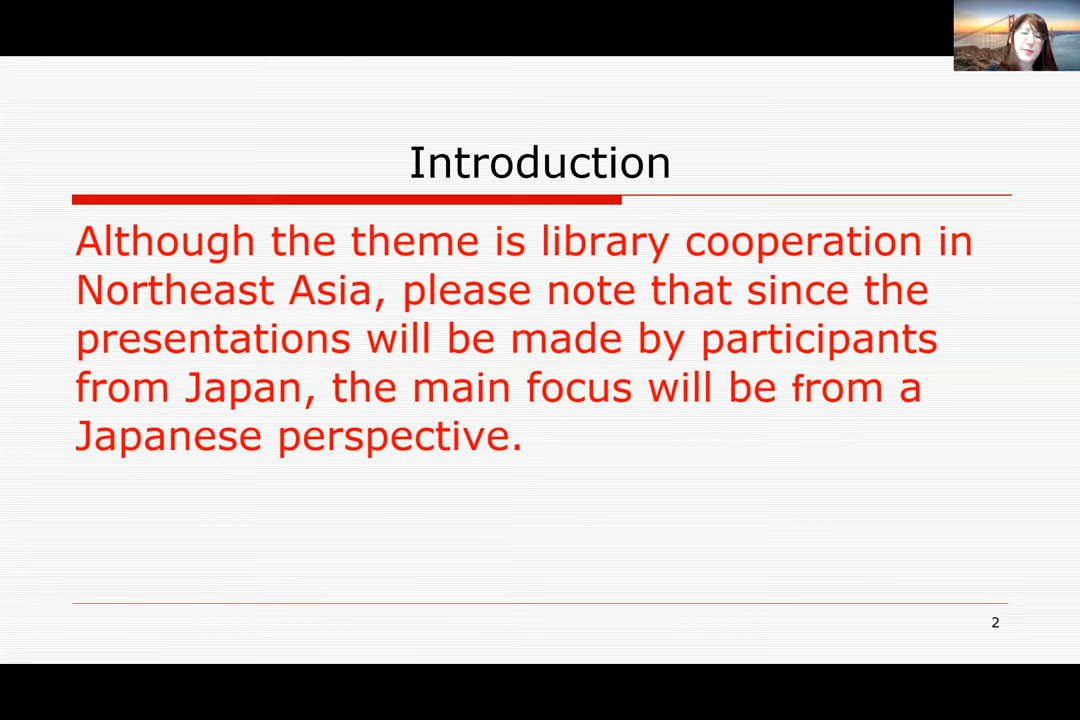 Introduction
Although the theme is library cooperation in
Northeast Asia, please note that since the
presentations will be made by participants
from Japan, the main focus will be from a
Japanese perspective.
2